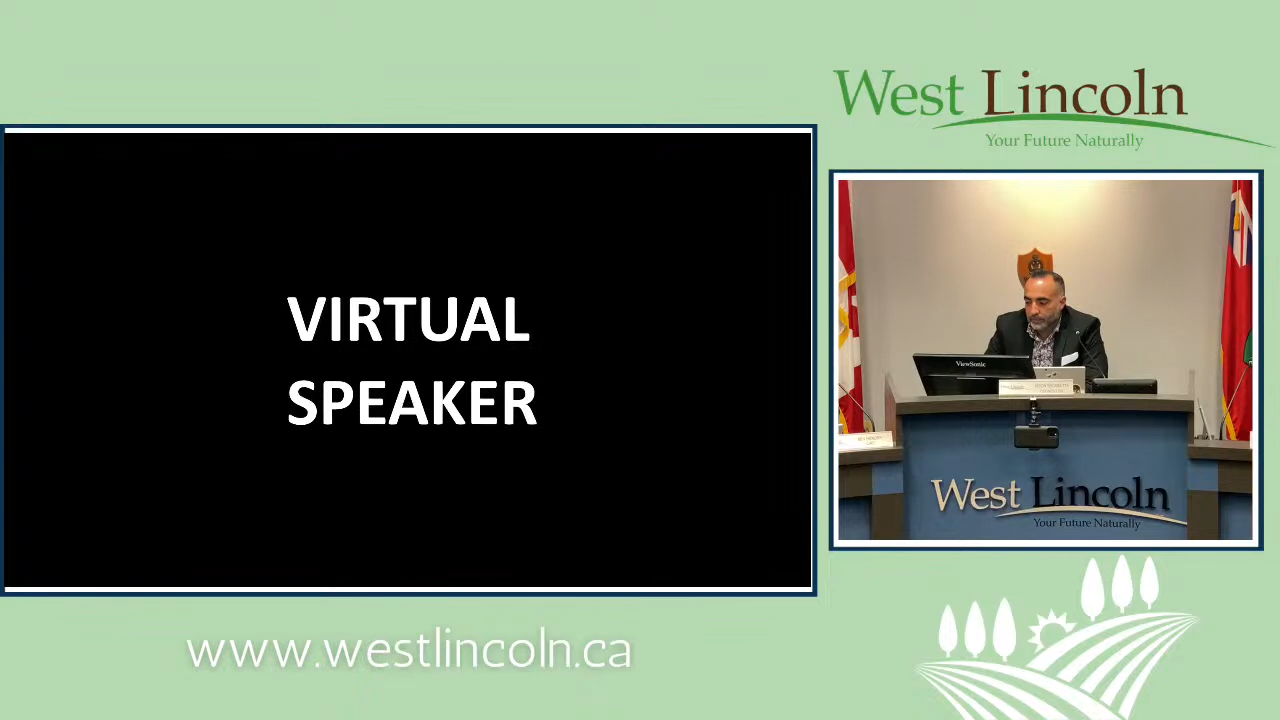 West Lincoln
Your Future Naturally
VIRTUAL
SPEAKER
ViewSonic
West Lincoln
Your Future Naturally
www.westlincoln.ca